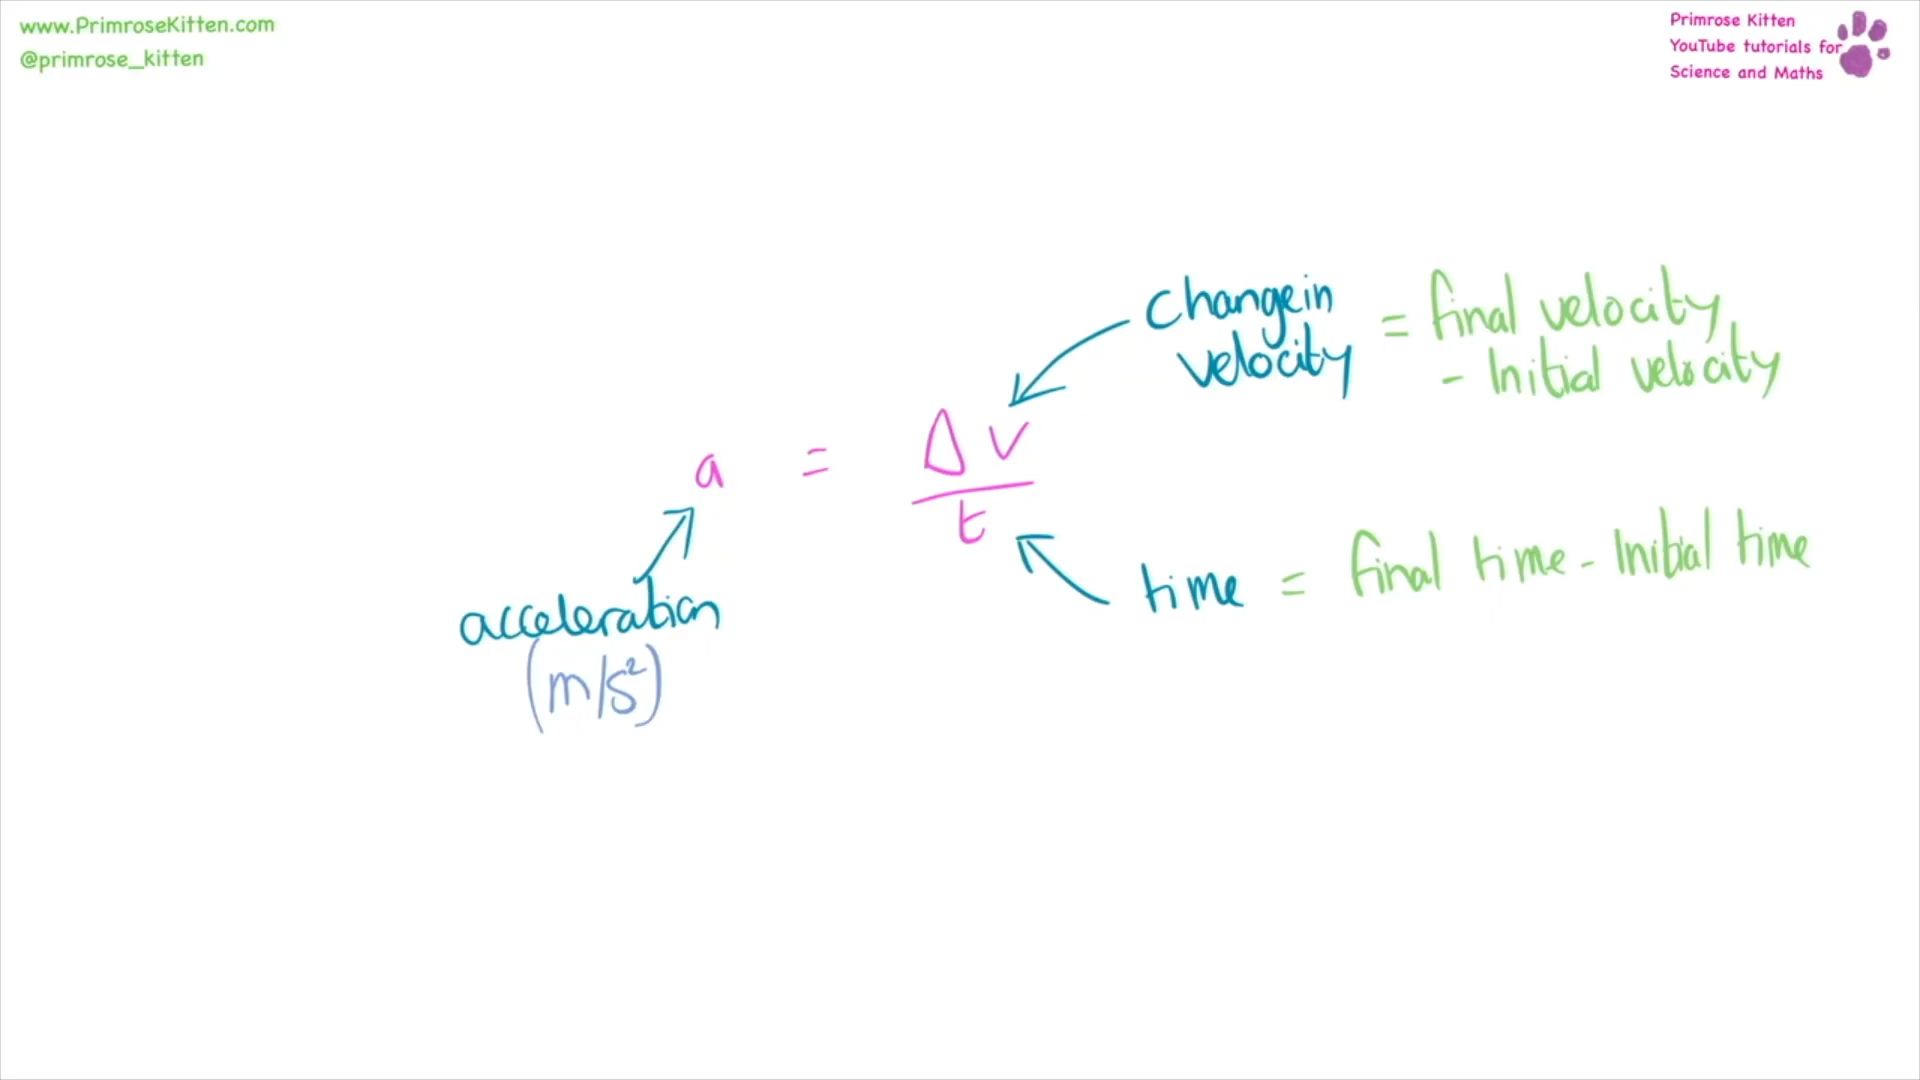 www.PrimroseKitten.com
@primrose_kitten
Primrose Kitten
YouTube tutorials for
Science and Maths
Change in
velocity
= final velocity
- Initial velocity
a = Δv
t
acceleration
(m/s²)
time = final time - Initial time